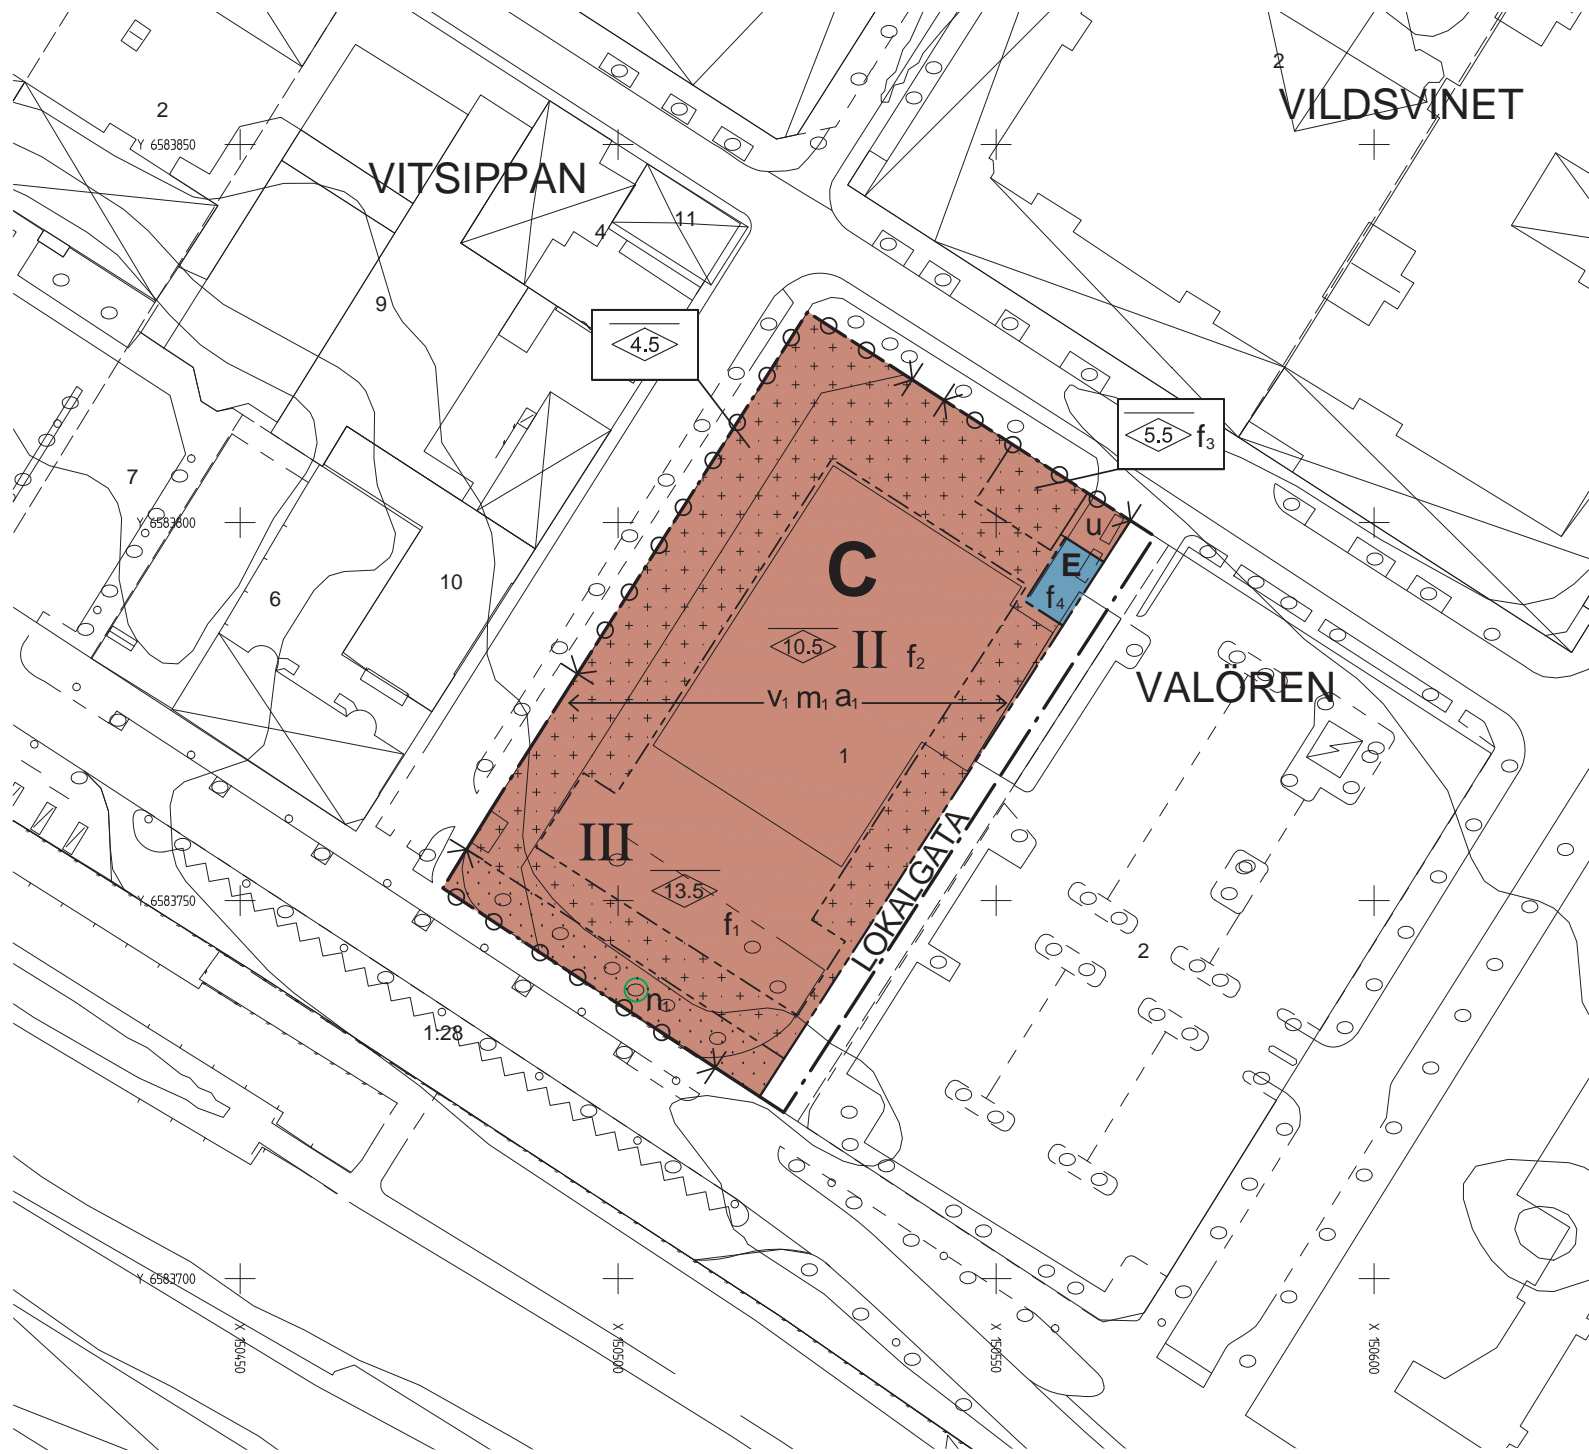 2
VILDSVINET
2
Y 6583850
VITSIPPAN
11
4
9
4.5
5.5 f3
7
Y 6583800
u
C
E
f4
10
6
10.5 II f2
v1 m1 a1
VALÖREN
1
III
13.5
f1
LOKALGATA
Y 6583750
2
n1
1:28
Y 6583700
X 150450
X 150500
X 150550
X 150600